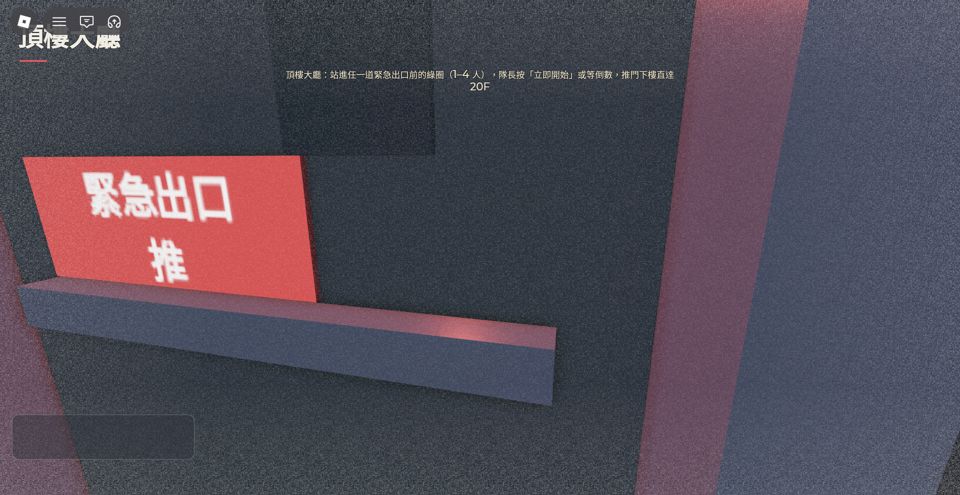 頂樓大廳
頂樓大廳：站進任一道緊急出口前的綠圈（1–4 人），隊長按「立即開始」或等倒數，推門下樓直達
20F
緊急出口
推